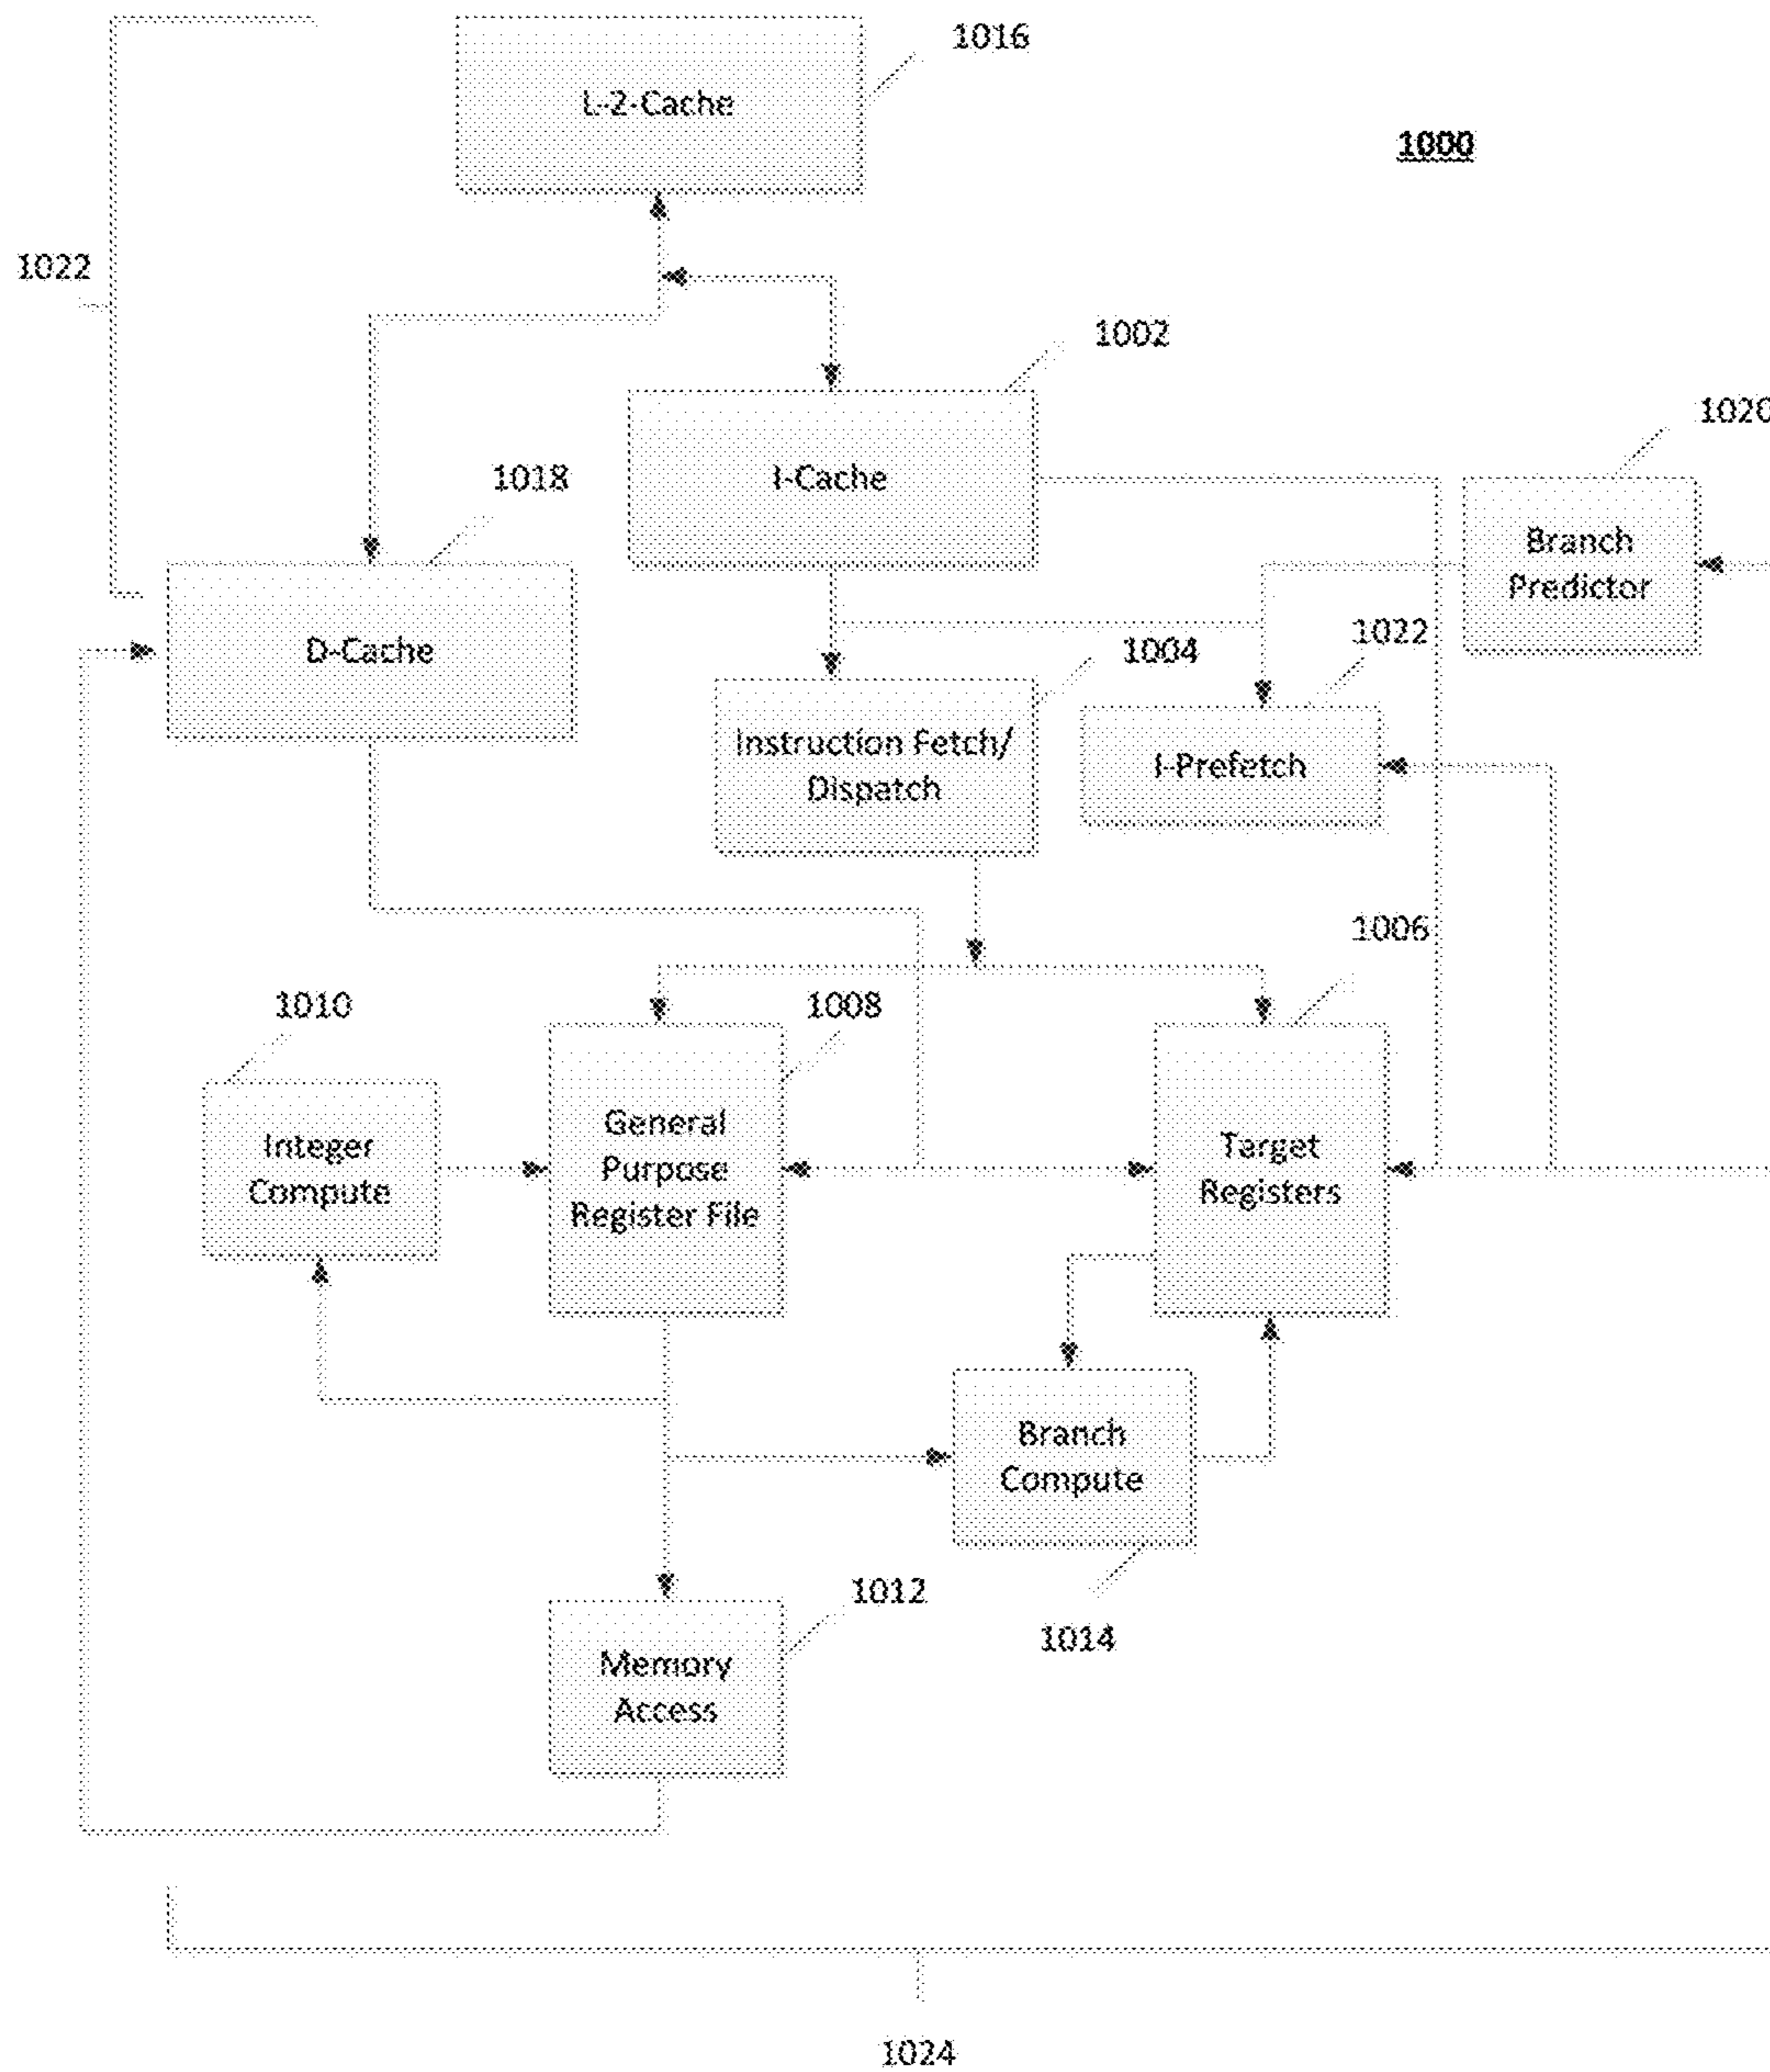 1016
L-2-Cache
1000
1022
1002
1020
1018
I-Cache
Branch
Predictor
1022
D-Cache
1004
Instruction Fetch/
Dispatch
I-Prefetch
1006
1010
1008
General
Purpose
Register File
Integer
Compute
Target
Registers
Branch
Compute
1012
1014
Memory
Access
1024